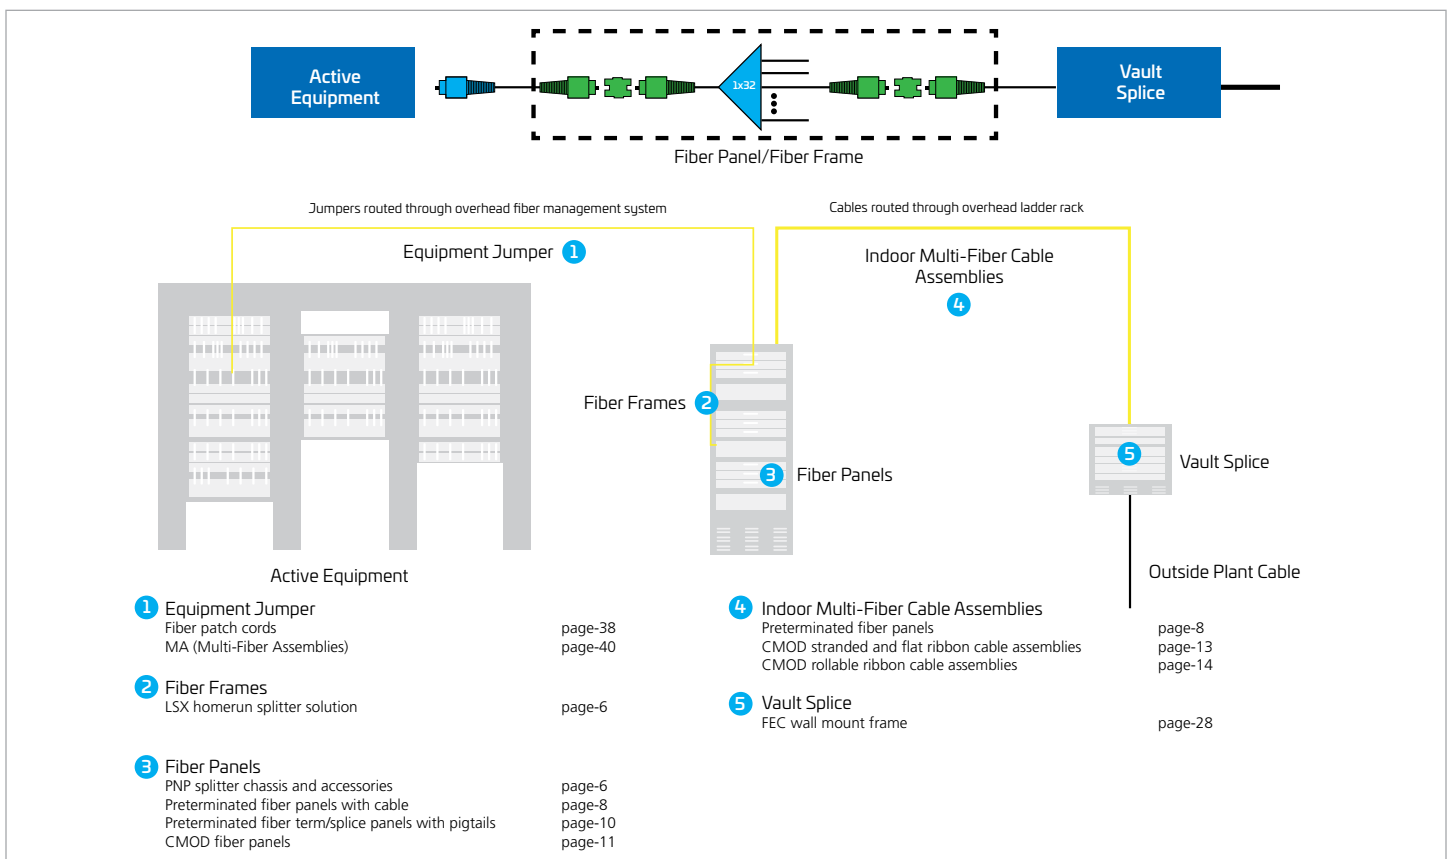 Active
Equipment
1x32
Vault
Splice
Fiber Panel/Fiber Frame
Jumpers routed through overhead fiber management system
Cables routed through overhead ladder rack
Equipment Jumper 1
Indoor Multi-Fiber Cable
Assemblies
4
Fiber Frames 2
3 Fiber Panels
5
Vault Splice
Active Equipment
Outside Plant Cable
1 Equipment Jumper
Fiber patch cords page-38
MA (Multi-Fiber Assemblies) page-40
2 Fiber Frames
LSX homerun splitter solution page-6
3 Fiber Panels
PNP splitter chassis and accessories page-6
Preterminated fiber panels with cable page-8
Preterminated fiber term/splice panels with pigtails page-10
CMOD fiber panels page-11
4 Indoor Multi-Fiber Cable Assemblies
Preterminated fiber panels page-8
CMOD stranded and flat ribbon cable assemblies page-13
CMOD rollable ribbon cable assemblies page-14
5 Vault Splice
FEC wall mount frame page-28